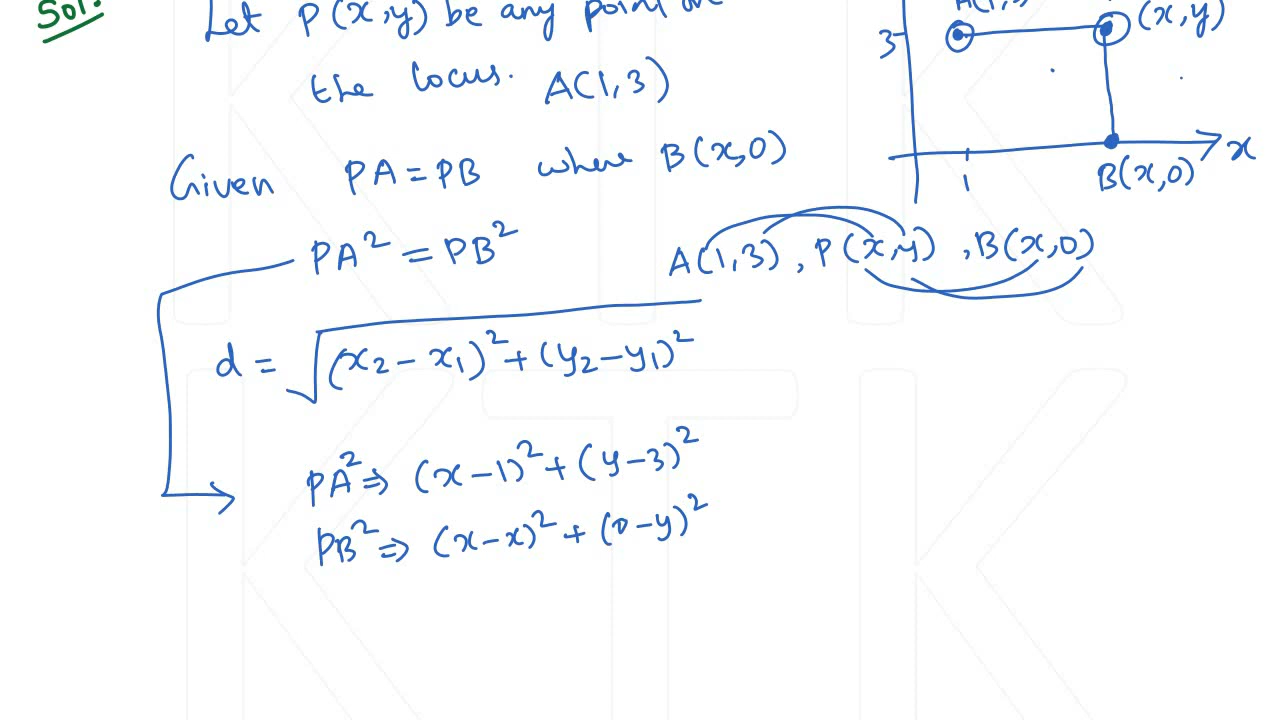 Sol:
Let P(x,y) be any point on
the locus. A(1,3)
Given PA=PB where B(x,0)
PA² = PB²
A(1,3), P(x,y), B(x,0)
d = √(x₂ − x₁)² + (y₂ − y₁)²
PA² ⇒ (x − 1)² + (y − 3)²
PB² ⇒ (x − x)² + (0 − y)²
(x,y)
3
1
B(x,0)
x
KTK
KTK